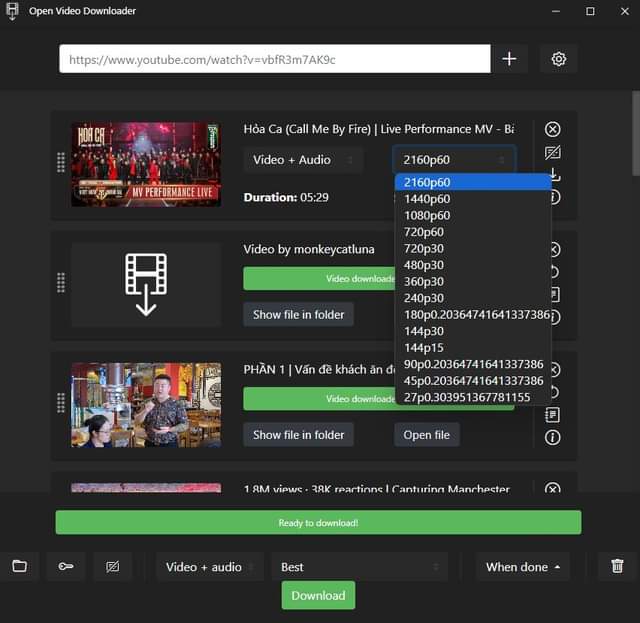 Open Video Downloader
https://www.youtube.com/watch?v=vbfR3m7AK9c
HỎA CA
MV PERFORMANCE LIVE
Hỏa Ca (Call Me By Fire) | Live Performance MV - Bả
Video + Audio
2160p60
Duration: 05:29
2160p60
1440p60
1080p60
720p60
720p30
480p30
360p30
240p30
180p0.20364741641337386
144p30
144p15
90p0.20364741641337386
45p0.20364741641337386
27p0.303951367781155
Video by monkeycatluna
Video downloade
Show file in folder
PHẦN 1 | Vấn đề khách ăn đ
Video downloade
Show file in folder
Open file
1.8M views · 38K reactions | Capturing Manchester
Ready to download!
Video + audio
Best
When done
Download